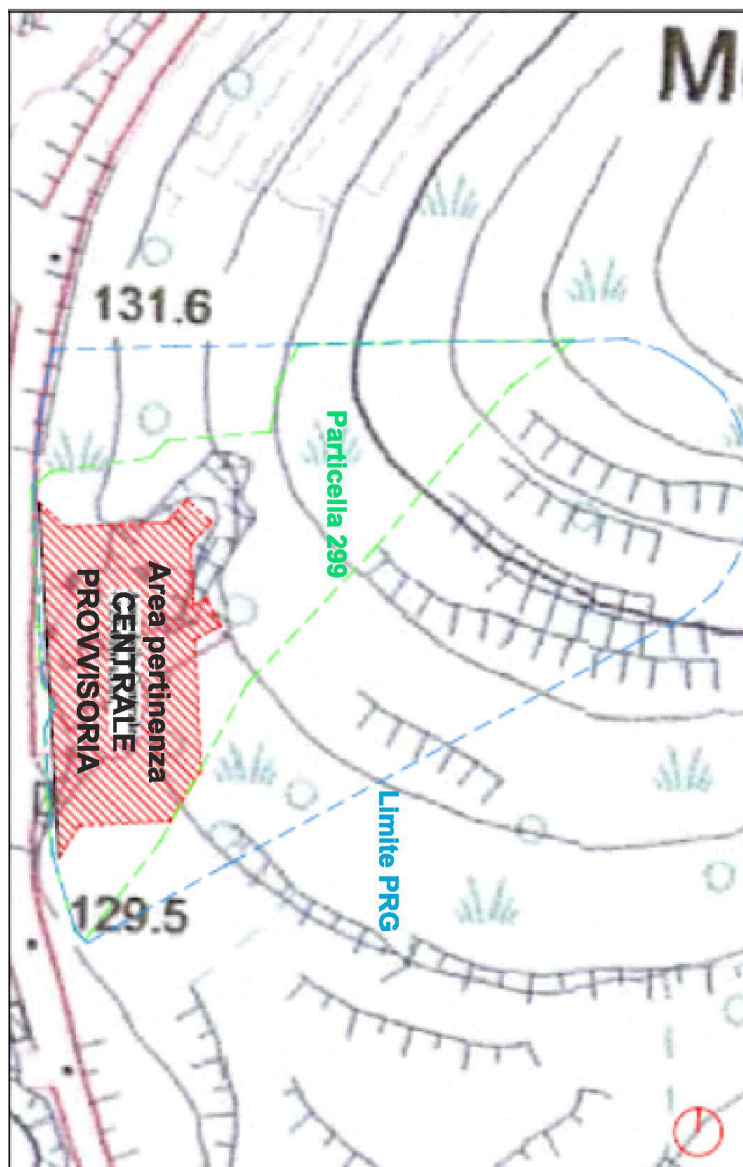 M
131.6
Particella 299
Area pertinenza
CENTRALE
PROVVISORIA
Limite PRG
129.5